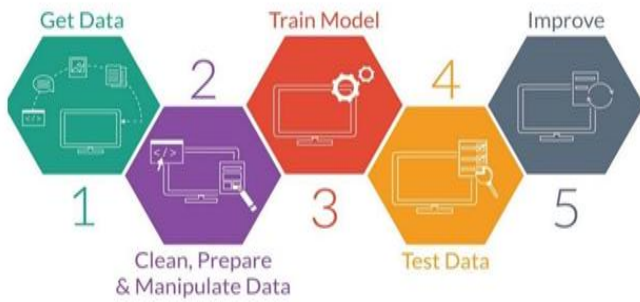 Get Data
1
2
Clean, Prepare
& Manipulate Data
Train Model
3
4
Test Data
Improve
5
</>
</>